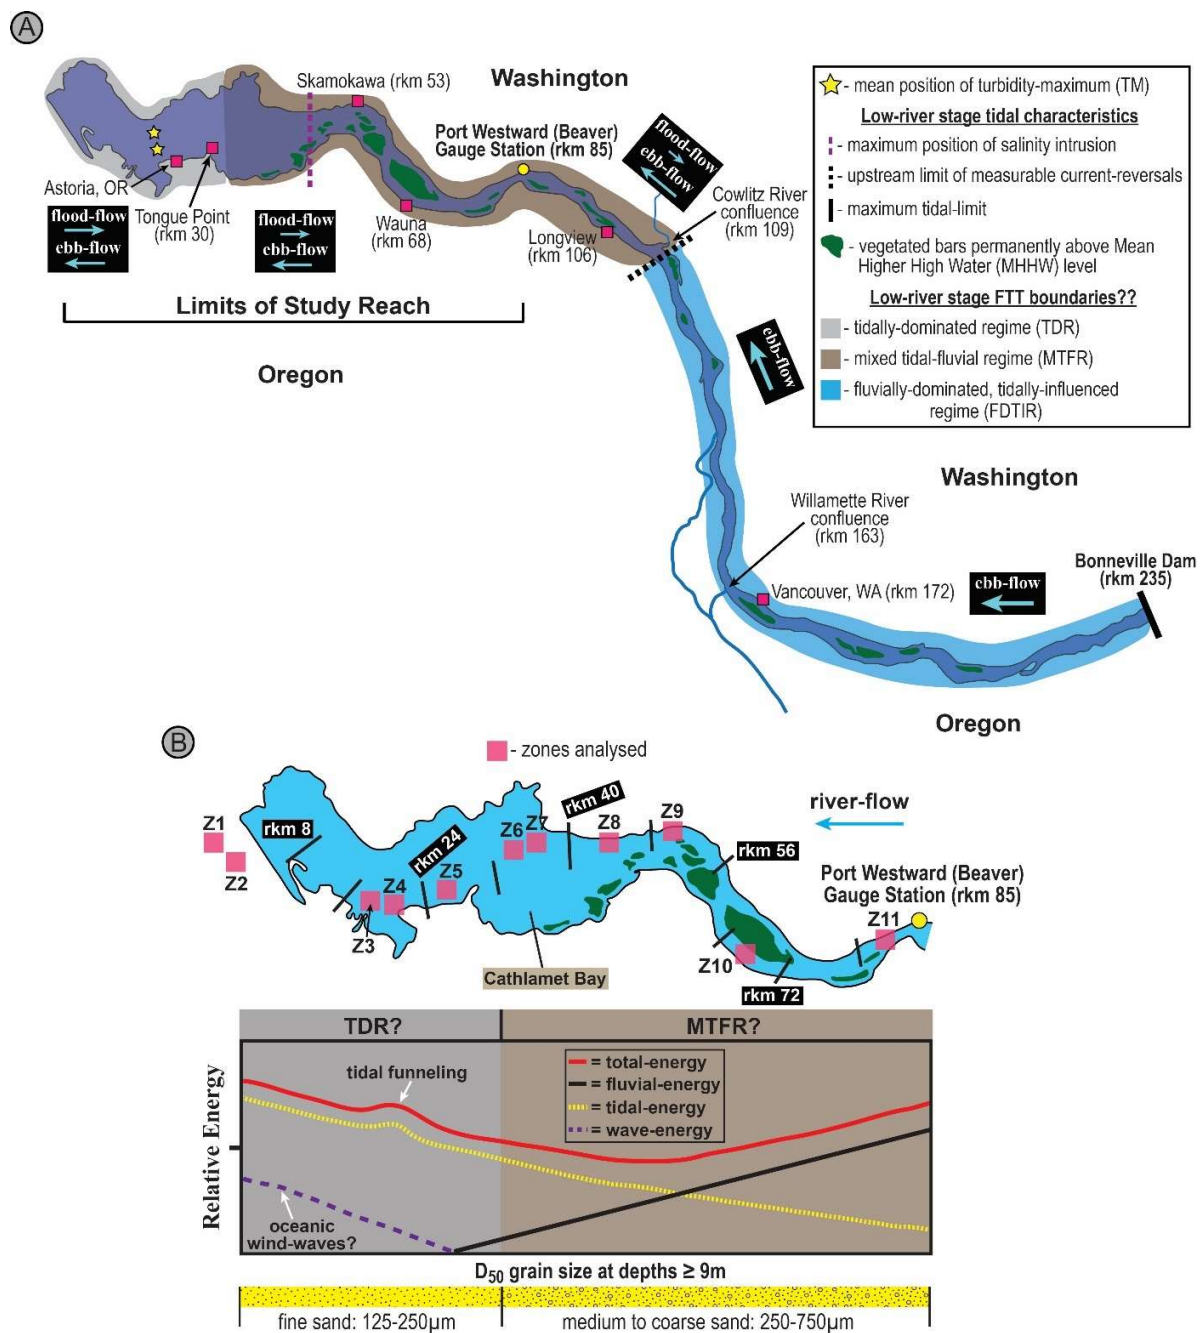 A
Skamokawa (rkm 53)
Washington
Port Westward (Beaver)
Gauge Station (rkm 85)
flood-flow
ebb-flow
Cowlitz River
confluence
(rkm 109)
Astoria, OR
flood-flow
ebb-flow
Tongue Point
(rkm 30)
flood-flow
ebb-flow
Wauna
(rkm 68)
Longview
(rkm 106)
Limits of Study Reach
Oregon
ebb-flow
- mean position of turbidity-maximum (TM)
Low-river stage tidal characteristics
- maximum position of salinity intrusion
- upstream limit of measurable current-reversals
- maximum tidal-limit
- vegetated bars permanently above Mean
Higher High Water (MHHW) level
Low-river stage FTT boundaries??
- tidally-dominated regime (TDR)
- mixed tidal-fluvial regime (MTFR)
- fluvially-dominated, tidally-influenced
regime (FDTIR)
Washington
Willamette River
confluence
(rkm 163)
Bonneville Dam
(rkm 235)
ebb-flow
Vancouver, WA (rkm 172)
Oregon
B
- zones analysed
rkm 40
river-flow
Z1
rkm 8
Z6
Z7
Z8
Z9
Z2
rkm 24
rkm 56
Z5
Z4
Z3
Port Westward (Beaver)
Gauge Station (rkm 85)
Z11
Z10
Cathlamet Bay
rkm 72
TDR?
MTFR?
Relative Energy
tidal funneling
= total-energy
= fluvial-energy
= tidal-energy
= wave-energy
oceanic
wind-waves?
D₅₀ grain size at depths ≥ 9m
fine sand: 125-250µm
medium to coarse sand: 250-750µm